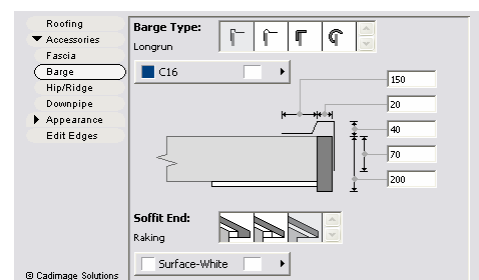 Roofing
Accessories
Fascia
Barge
Hip/Ridge
Downpipe
Appearance
Edit Edges
© Cadimage Solutions
Barge Type:
Longrun
C16
150
20
40
70
200
Soffit End:
Raking
Surface-White